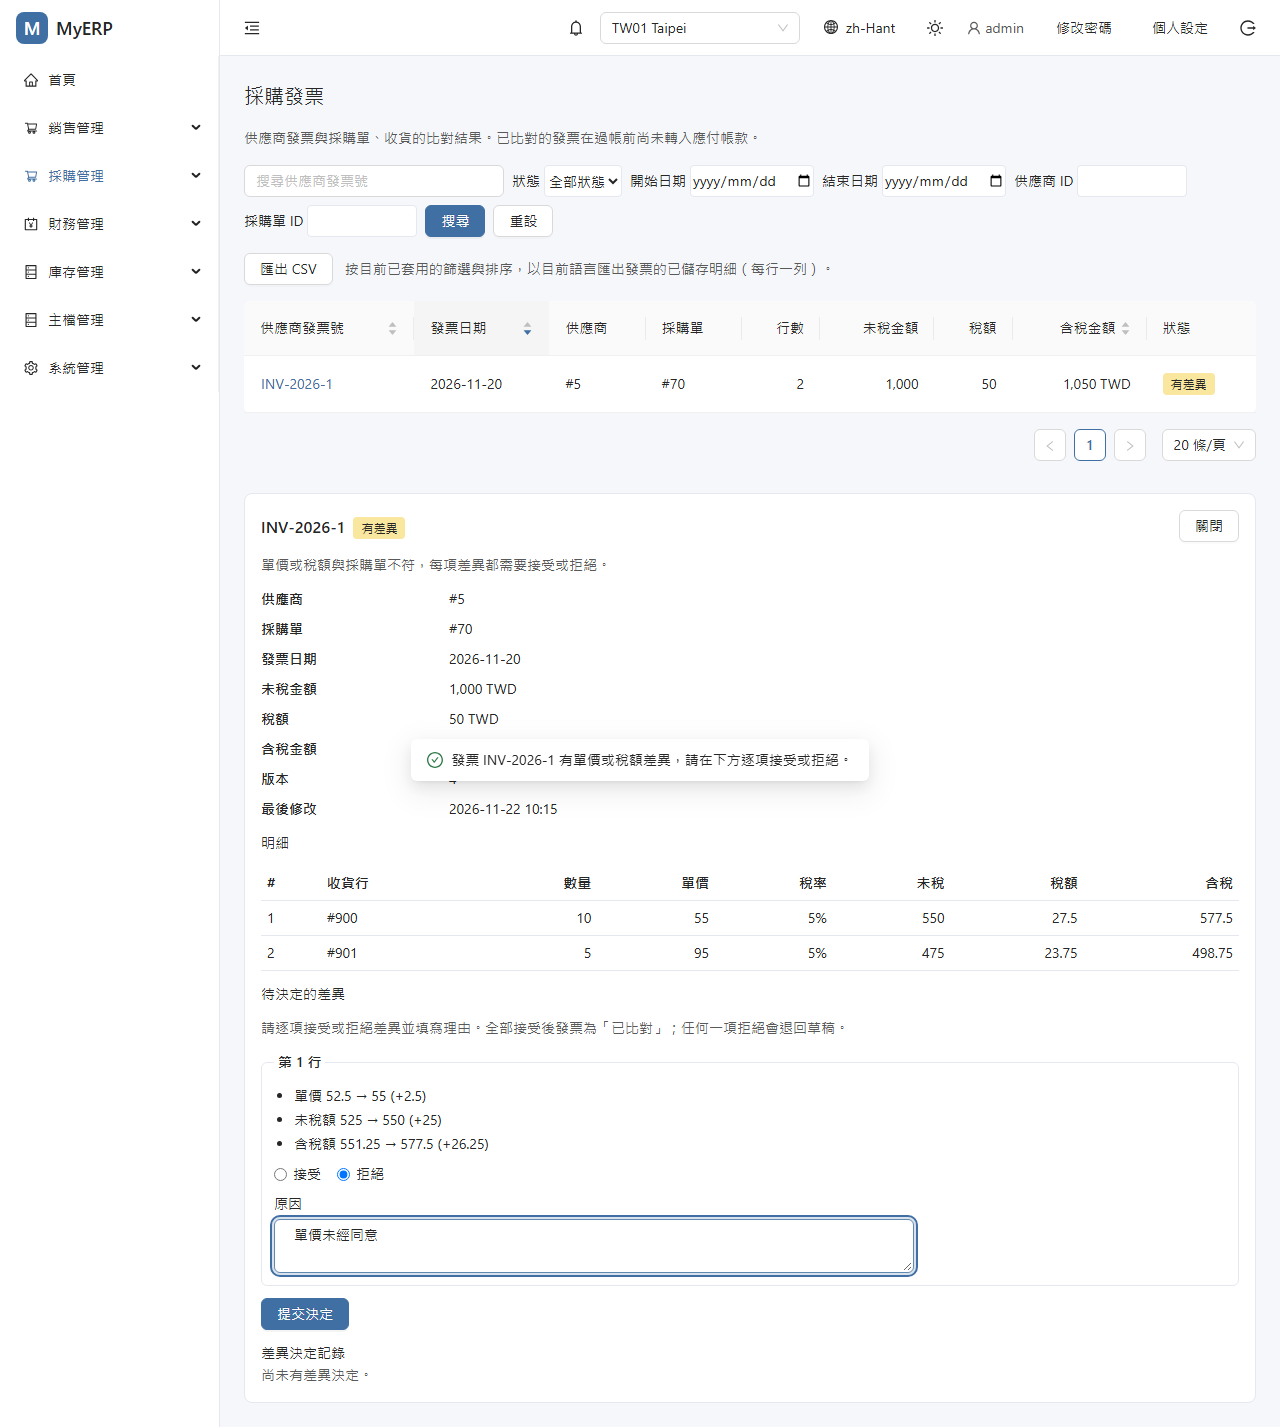 M MyERP
TW01 Taipei
zh-Hant
admin
修改密碼
個人設定
首頁
銷售管理
採購管理
財務管理
庫存管理
主檔管理
系統管理
採購發票
供應商發票與採購單、收貨的比對結果。已比對的發票在過帳前尚未轉入應付帳款。
搜尋供應商發票號 狀態 全部狀態 開始日期 yyyy/mm/dd 結束日期 yyyy/mm/dd 供應商 ID
採購單 ID 搜尋 重設
匯出 CSV 按目前已套用的篩選與排序，以目前語言匯出發票的已儲存明細（每行一列）。
供應商發票號 發票日期 供應商 採購單 行數 未稅金額 稅額 含稅金額 狀態
INV-2026-1 2026-11-20 #5 #70 2 1,000 50 1,050 TWD 有差異
< 1 > 20 條/頁
INV-2026-1 有差異 關閉
單價或稅額與採購單不符，每項差異都需要接受或拒絕。
供應商 #5
採購單 #70
發票日期 2026-11-20
未稅金額 1,000 TWD
稅額 50 TWD
含稅金額
發票 INV-2026-1 有單價或稅額差異，請在下方逐項接受或拒絕。
版本
最後修改 2026-11-22 10:15
明細
# 收貨行 數量 單價 稅率 未稅 稅額 含稅
1 #900 10 55 5% 550 27.5 577.5
2 #901 5 95 5% 475 23.75 498.75
待決定的差異
請逐項接受或拒絕差異並填寫理由。全部接受後發票為「已比對」；任何一項拒絕會退回草稿。
第 1 行
• 單價 52.5 → 55 (+2.5)
• 未稅額 525 → 550 (+25)
• 含稅額 551.25 → 577.5 (+26.25)
接受 拒絕
原因
單價未經同意
提交決定
差異決定記錄
尚未有差異決定。